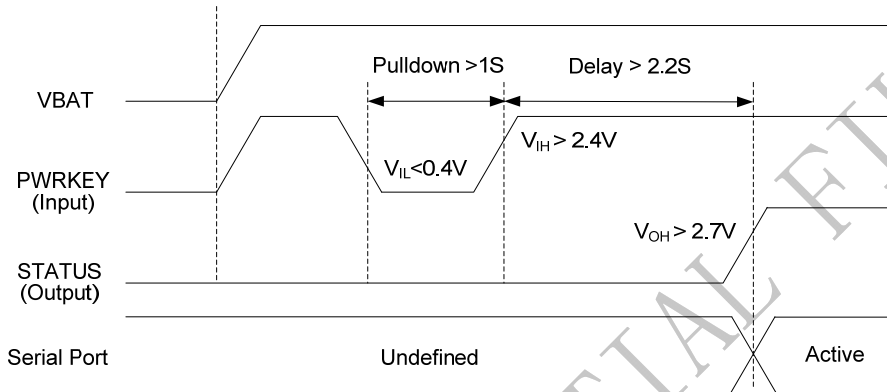 Pulldown >1S
Delay > 2.2S
VBAT
PWRKEY
(Input)
VIL<0.4V
VIH > 2.4V
VOH > 2.7V
STATUS
(Output)
Serial Port
Undefined
Active